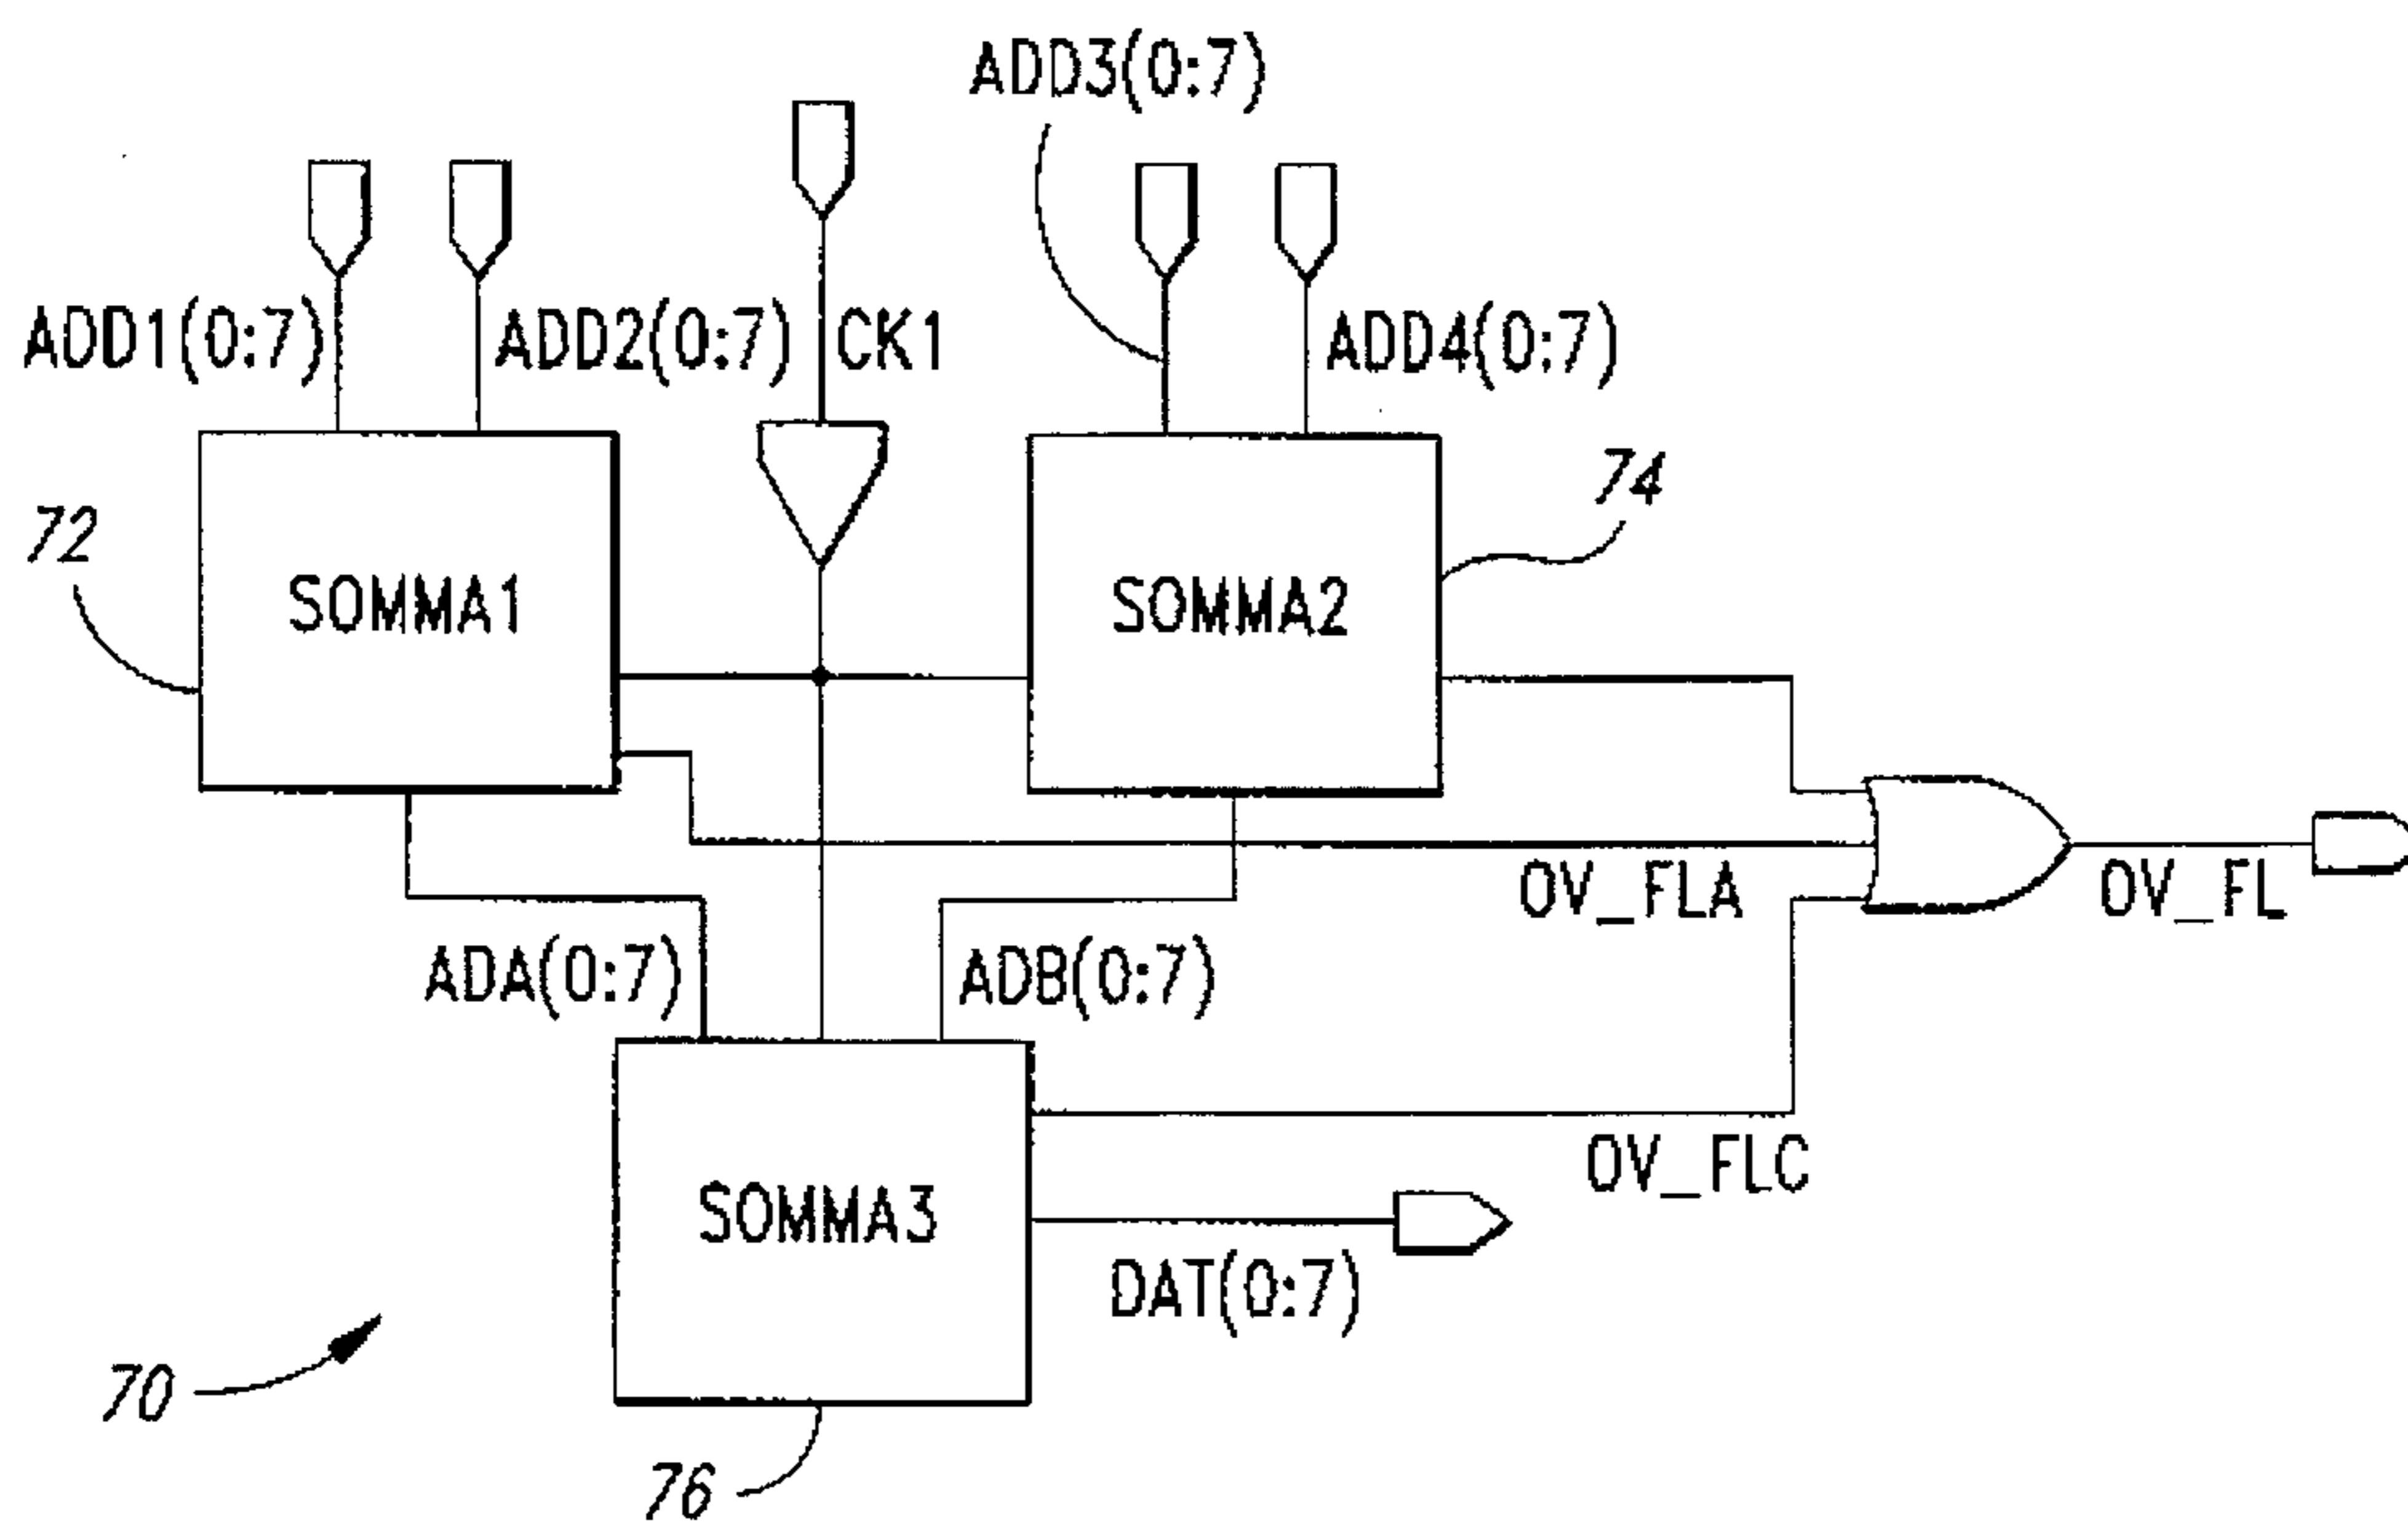 ADD3(0:7)
ADD1(0:7)
ADD2(0:7)
CK1
ADD4(0:7)
72
74
SOMMA1
SOMMA2
OV_FLA
OV_FL
ADA(0:7)
ADB(0:7)
OV_FLC
SOMMA3
DAT(0:7)
70
76